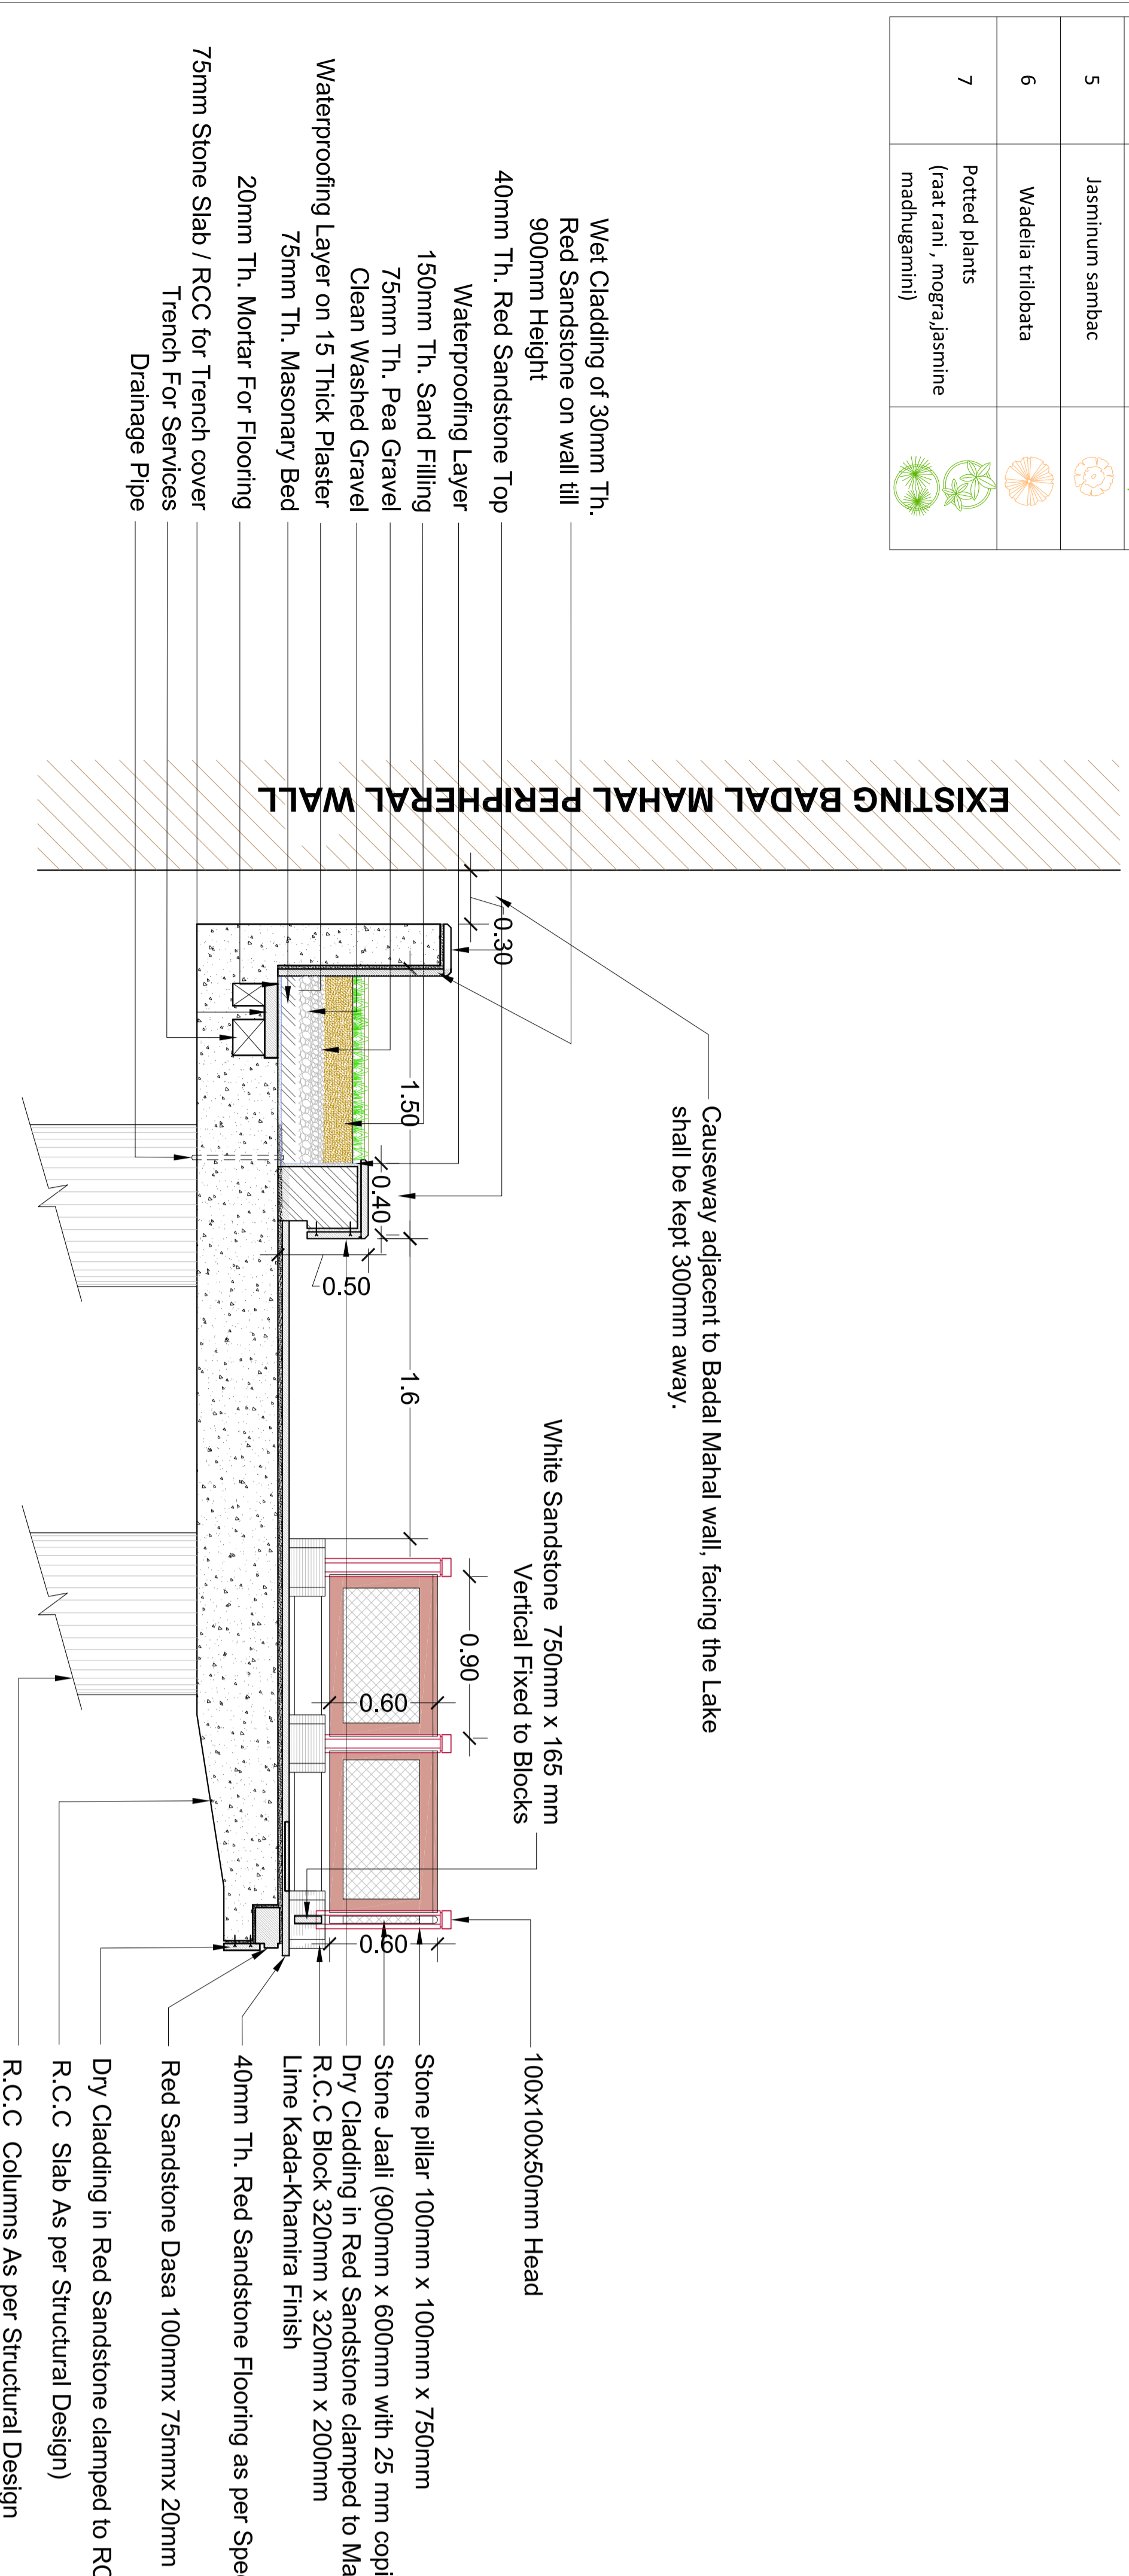 5
Jasminum sambac
6
Wadelia trilobata
7
Potted plants
(raat rani , mogra,jasmine
madhugamini)
Wet Cladding of 30mm Th.
Red Sandstone on wall till
900mm Height
40mm Th. Red Sandstone Top
Waterproofing Layer
150mm Th. Sand Filling
75mm Th. Pea Gravel
Clean Washed Gravel
Waterproofing Layer on 15 Thick Plaster
75mm Th. Masonary Bed
20mm Th. Mortar For Flooring
75mm Stone Slab / RCC for Trench cover
Trench For Services
Drainage Pipe
EXISTING BADAL MAHAL PERIPHERAL WALL
Causeway adjacent to Badal Mahal wall, facing the Lake
shall be kept 300mm away.
0.30
1.50
0.40
0.50
1.6
White Sandstone 750mm x 165 mm
Vertical Fixed to Blocks
0.90
0.60
0.60
100x100x50mm Head
Stone pillar 100mm x 100mm x 750mm
Stone Jaali (900mm x 600mm with 25 mm
Dry Cladding in Red Sandstone clamped to
R.C.C Block 320mm x 320mm x 200mm
Lime Kada-Khamira Finish
40mm Th. Red Sandstone Flooring as per
Red Sandstone Dasa 100mmx 75mmx 20mm
Dry Cladding in Red Sandstone clamped to
R.C.C Slab As per Structural Design)
R.C.C Columns As per Structural Design